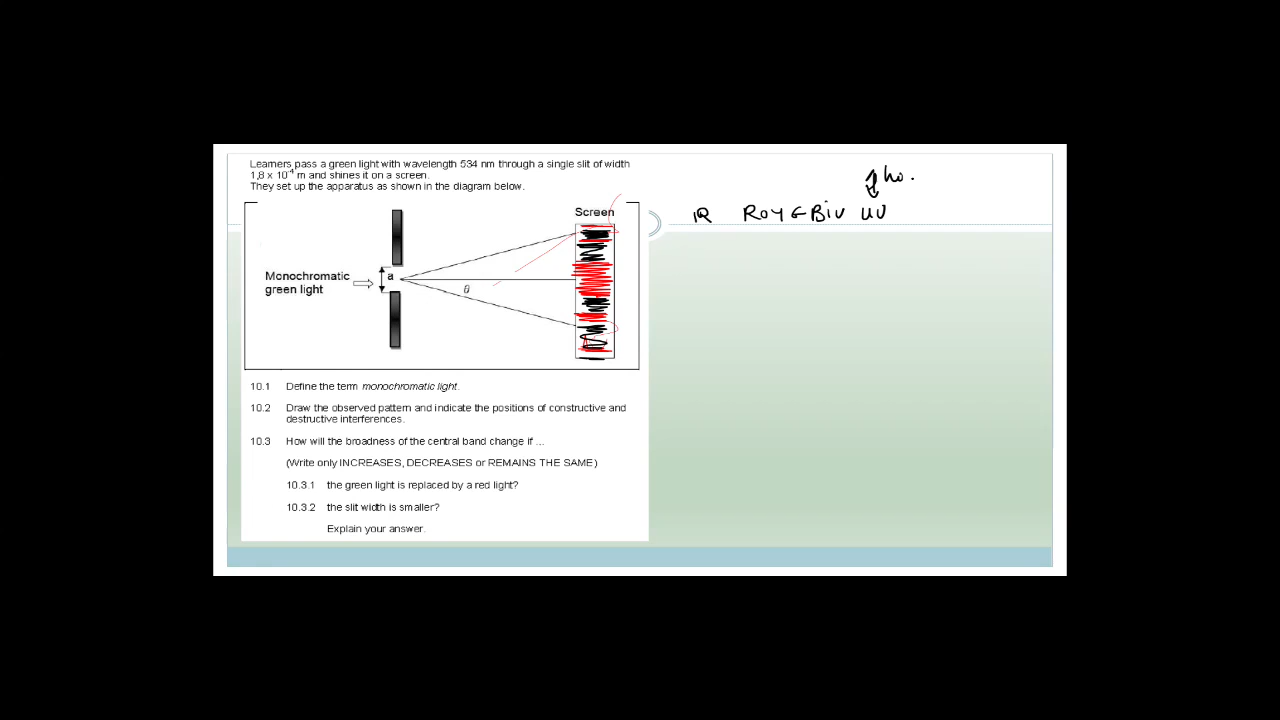 Learners pass a green light with wavelength 534 nm through a single slit of width
1,8 x 10⁻⁴ m and shines it on a screen.
They set up the apparatus as shown in the diagram below.
Screen
Monochromatic
green light
a
θ
10.1 Define the term monochromatic light.
10.2 Draw the observed pattern and indicate the positions of constructive and
destructive interferences.
10.3 How will the broadness of the central band change if ...
(Write only INCREASES, DECREASES or REMAINS THE SAME)
10.3.1 the green light is replaced by a red light?
10.3.2 the slit width is smaller?
Explain your answer.
IR ROYGBIV UV